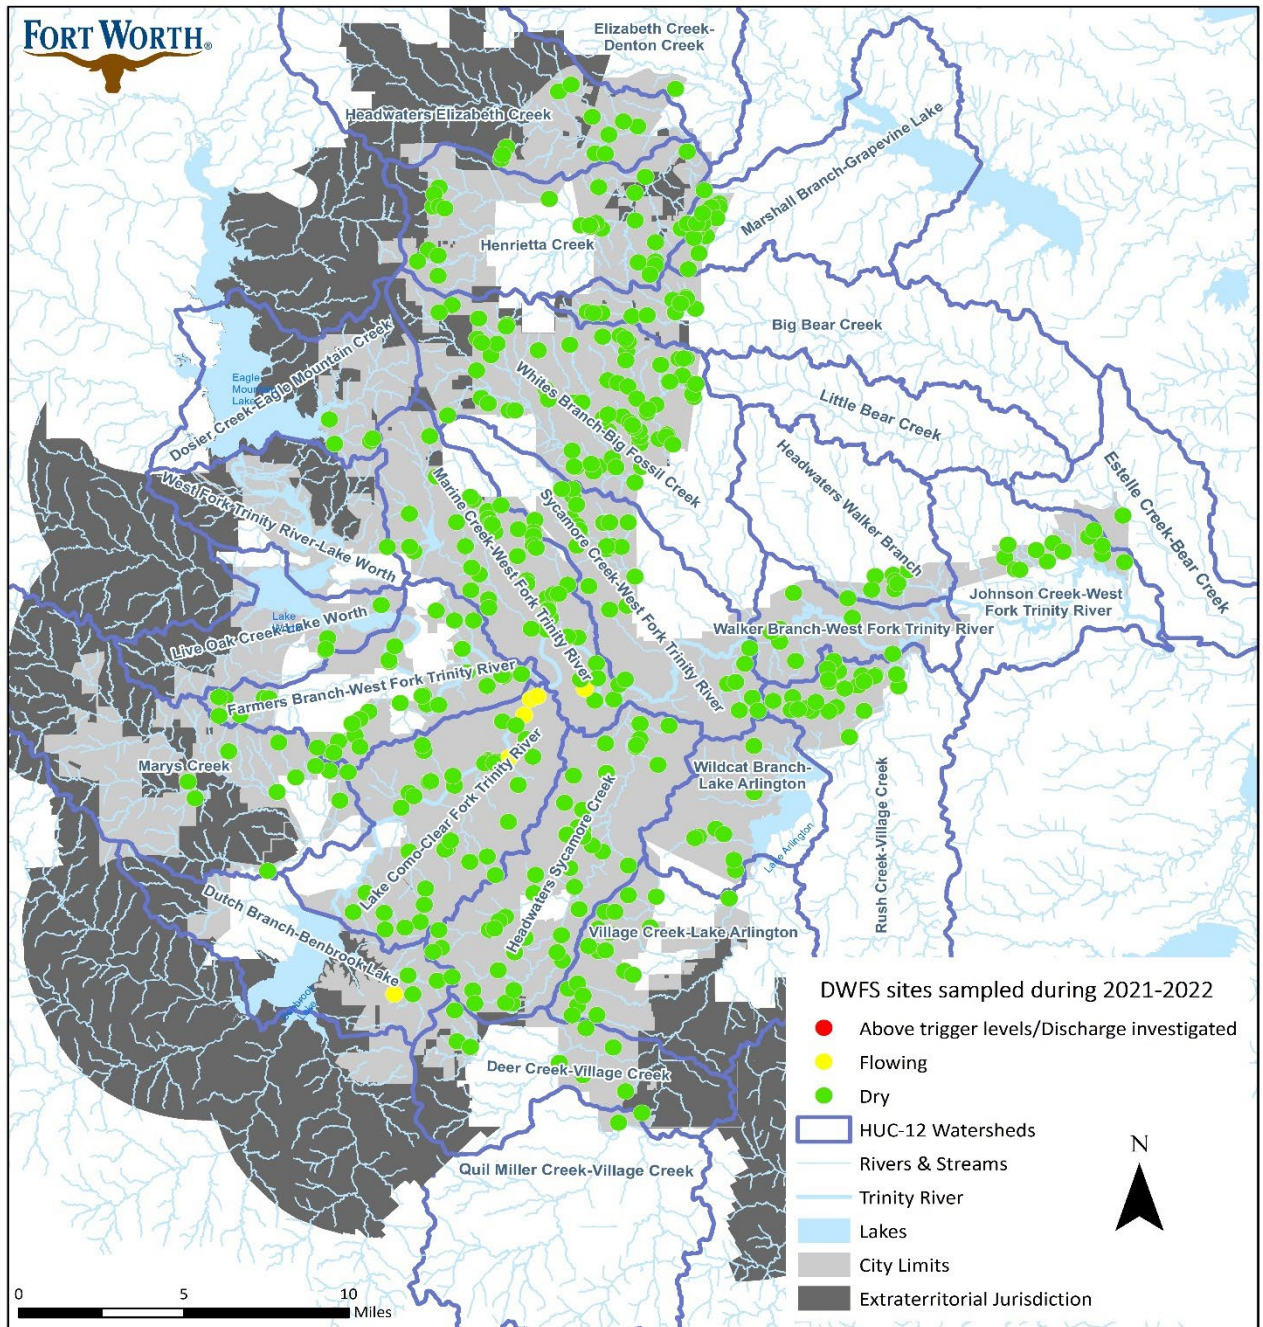 FORT WORTH®
Elizabeth Creek-
Denton Creek
Headwaters Elizabeth Creek
Marshall Branch-Grapevine Lake
Henrietta Creek
Big Bear Creek
Dosier Creek-Eagle Mountain Creek
Eagle
Lake
Little Bear Creek
Whites Branch-Big Fossil Creek
Headwaters Walker Branch
Estelle Creek-Bear Creek
West Fork Trinity River-Lake Worth
Marine Creek-West Fork Trinity River
Sycamore Creek-West Fork Trinity River
Johnson Creek-West
Fork Trinity River
Lake
Live Oak Creek-Lake Worth
Walker Branch-West Fork Trinity River
Farmers Branch-West Fork Trinity River
Marys Creek
Wildcat Branch-
Lake Arlington
Lake Como-Clear Fork Trinity River
Headwaters Sycamore Creek
Lake Arlington
Rush Creek-Village Creek
Dutch Branch-Benbrook Lake
Village Creek-Lake Arlington
Deer Creek-Village Creek
Quil Miller Creek-Village Creek
DWFS sites sampled during 2021-2022
Above trigger levels/Discharge investigated
Flowing
Dry
HUC-12 Watersheds
Rivers & Streams
Trinity River
Lakes
City Limits
Extraterritorial Jurisdiction
N
0 5 10
Miles